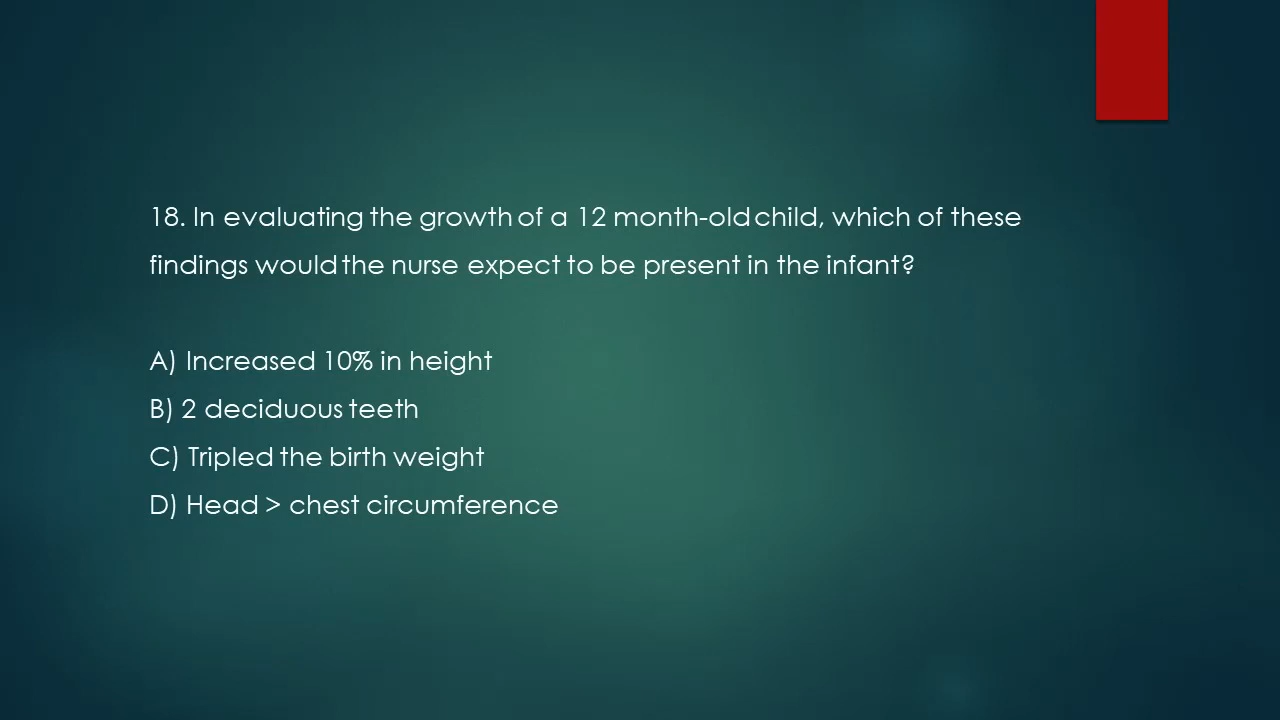 18. In evaluating the growth of a 12 month-old child, which of these
findings would the nurse expect to be present in the infant?
A) Increased 10% in height
B) 2 deciduous teeth
C) Tripled the birth weight
D) Head > chest circumference